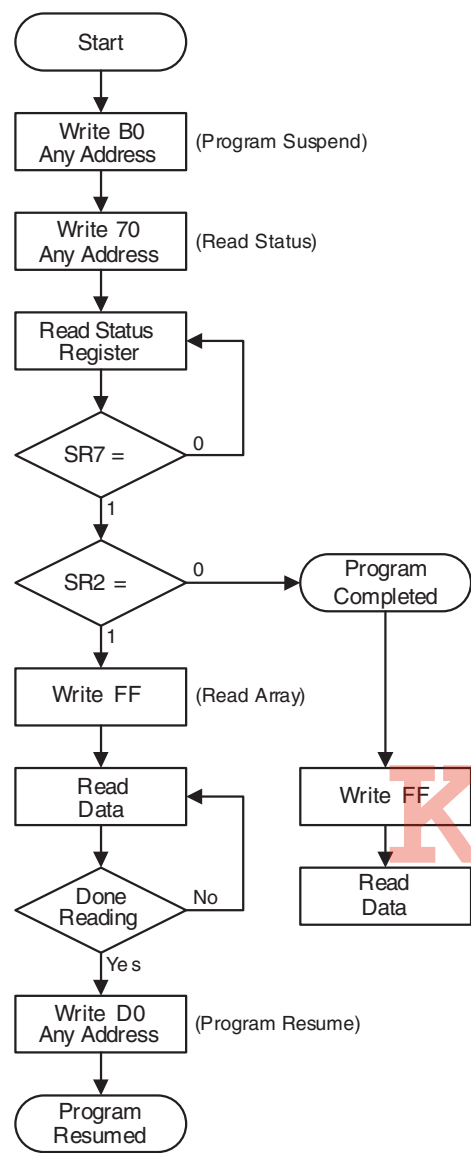 Start
Write B0
Any Address
(Program Suspend)
Write 70
Any Address
(Read Status)
Read Status
Register
SR7 =
0
1
SR2 =
0
Program
Completed
1
Write FF
(Read Array)
Read
Data
Write FF
K
Done
Reading
No
Read
Data
Yes
Write D0
Any Address
(Program Resume)
Program
Resumed